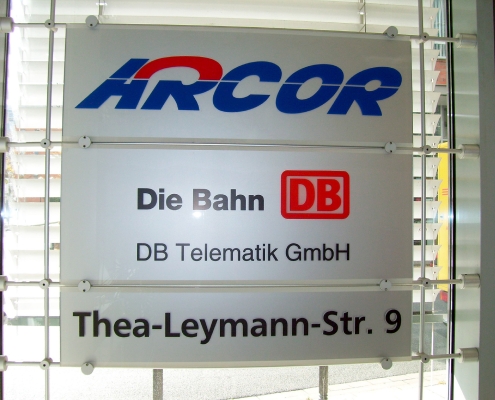 ARCOR
Die Bahn DB
DB Telematik GmbH
Thea-Leymann-Str. 9